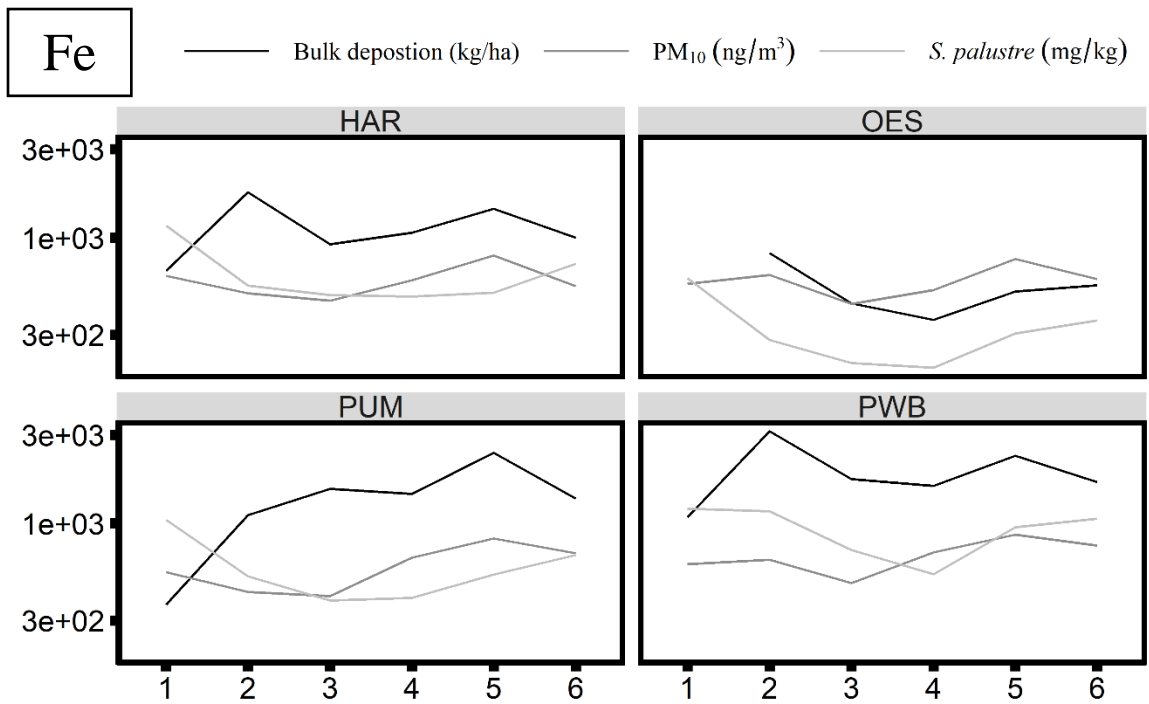 Fe
Bulk depostion (kg/ha)
PM₁₀ (ng/m³)
S. palustre (mg/kg)
HAR
OES
3e+03
1e+03
3e+02
PUM
PWB
3e+03
1e+03
3e+02
1 2 3 4 5 6
1 2 3 4 5 6